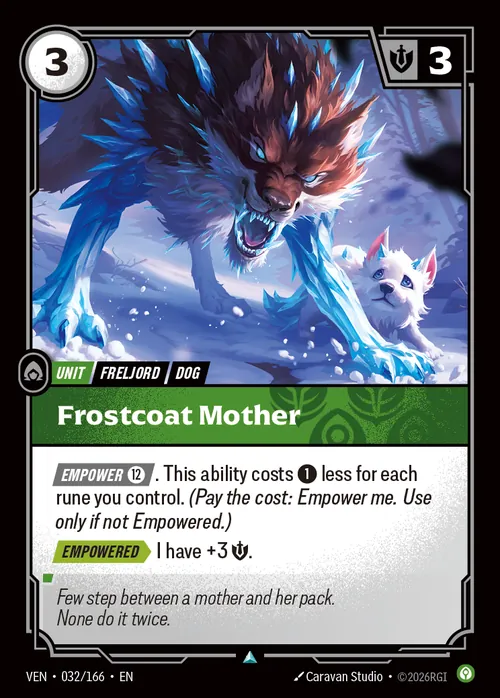 3
3
UNIT FRELJORD DOG
Frostcoat Mother
EMPOWER 12. This ability costs 1 less for each
rune you control. (Pay the cost: Empower me. Use
only if not Empowered.)
EMPOWERED I have +3.
Few step between a mother and her pack.
None do it twice.
VEN • 032/166 • EN
Caravan Studio • ©2026RGI